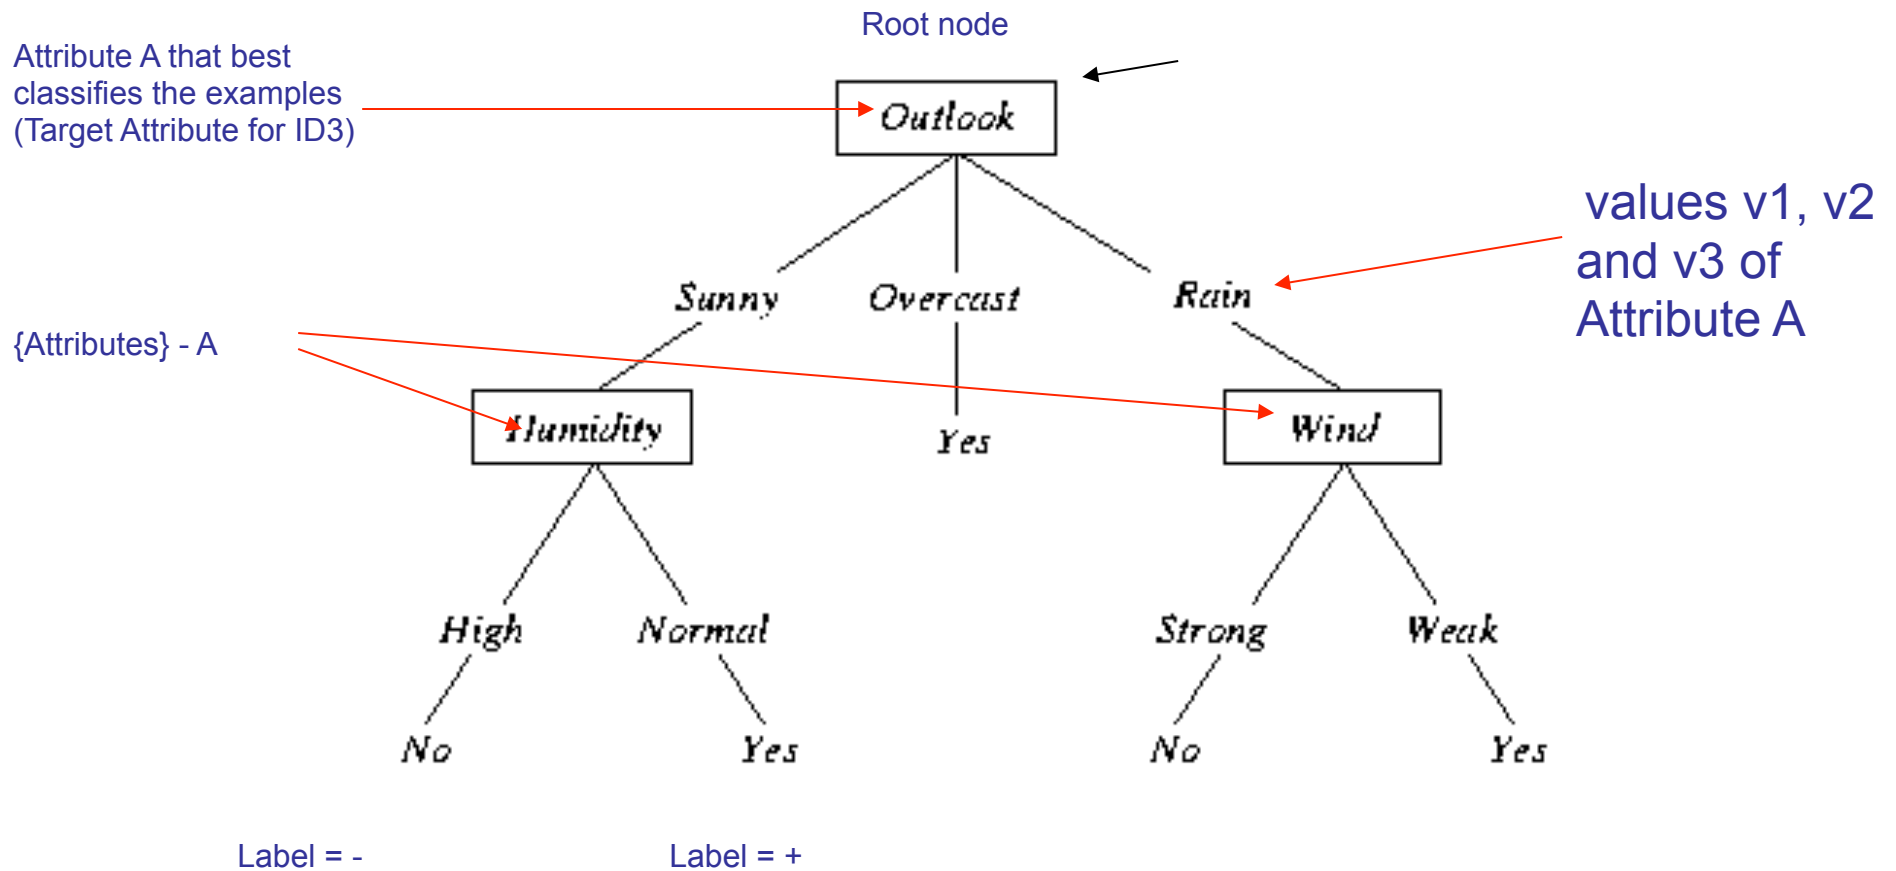 Root node
Attribute A that best
classifies the examples
(Target Attribute for ID3)
Outlook
values v1, v2
and v3 of
Attribute A
Sunny Overcast Rain
{Attributes} - A
Humidity Yes Wind
High Normal Strong Weak
No Yes No Yes
Label = - Label = +